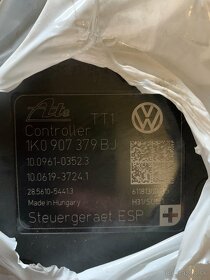 Ate TT1
Controller
1K0 907 379 BJ
10.0961-0352.3
10.0619-3724.1
28.5610-5441.3
Made in Hungary
Steuergeraet ESP